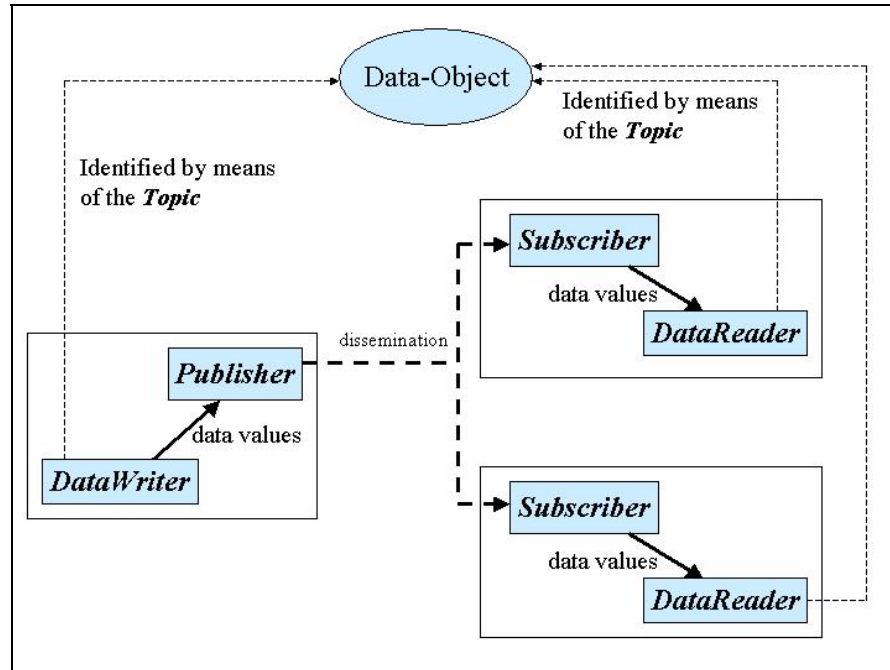 Data-Object
Identified by means
of the Topic
Identified by means
of the Topic
Subscriber
data values
DataReader
dissemination
Publisher
data values
DataWriter
Subscriber
data values
DataReader